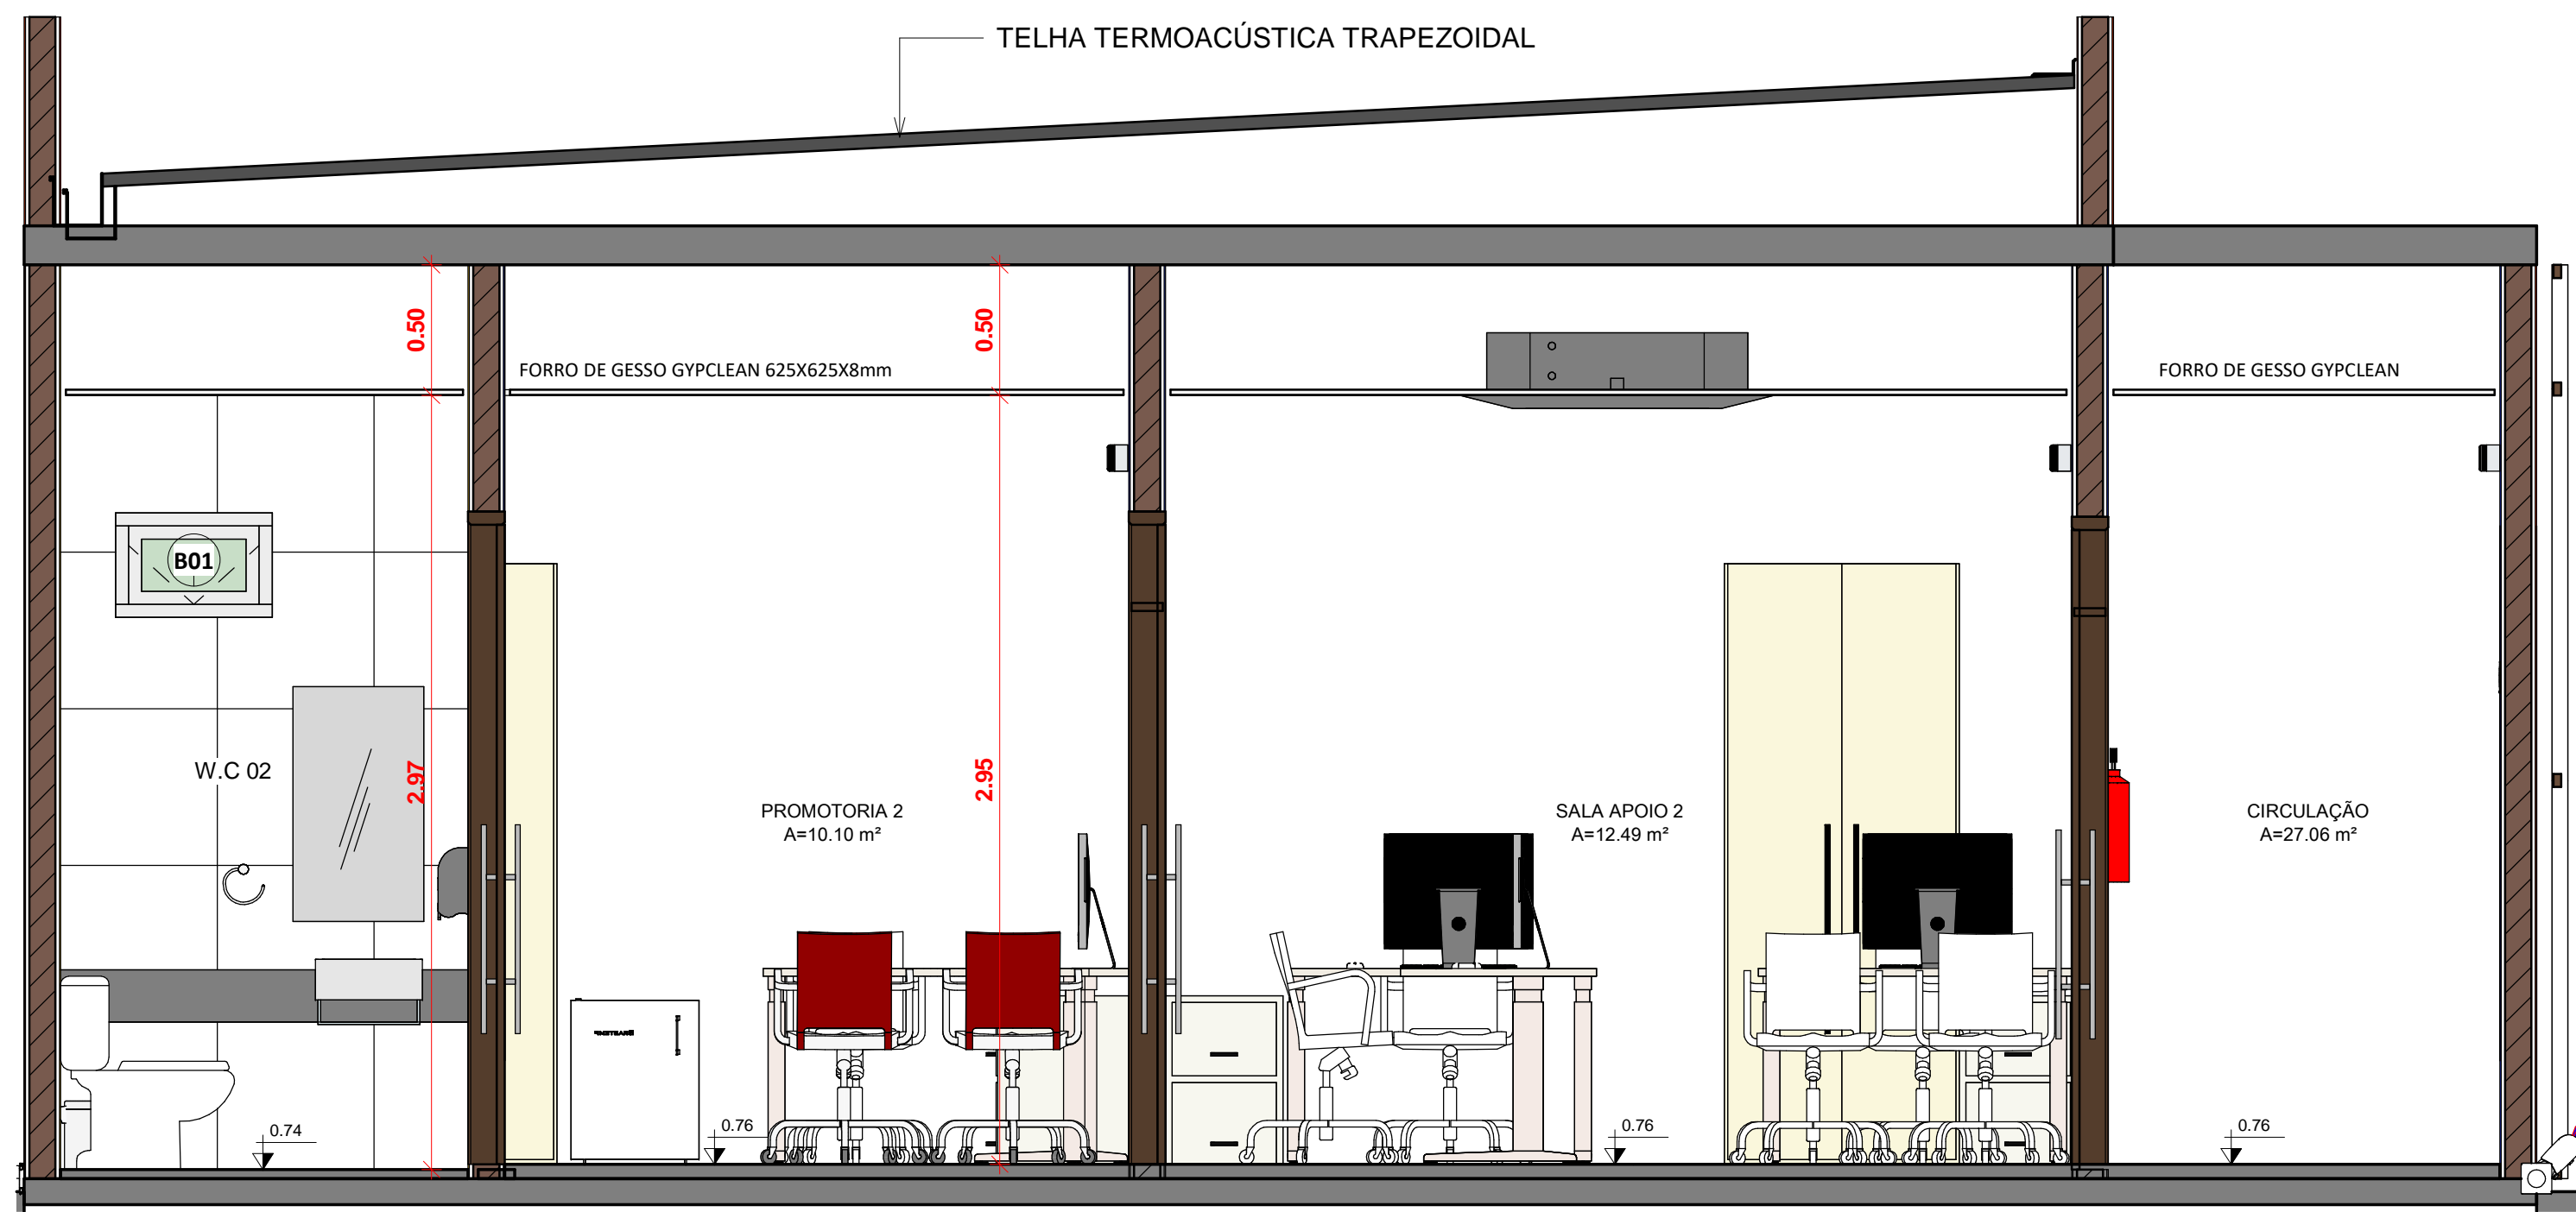 TELHA TERMOACÚSTICA TRAPEZOIDAL
0.50
0.50
FORRO DE GESSO GYPCLEAN 625X625X8mm
FORRO DE GESSO GYPCLEAN
B01
W.C 02
2.97
2.95
PROMOTORIA 2
A=10.10 m²
SALA APOIO 2
A=12.49 m²
CIRCULAÇÃO
A=27.06 m²
0.74
0.76
0.76
0.76